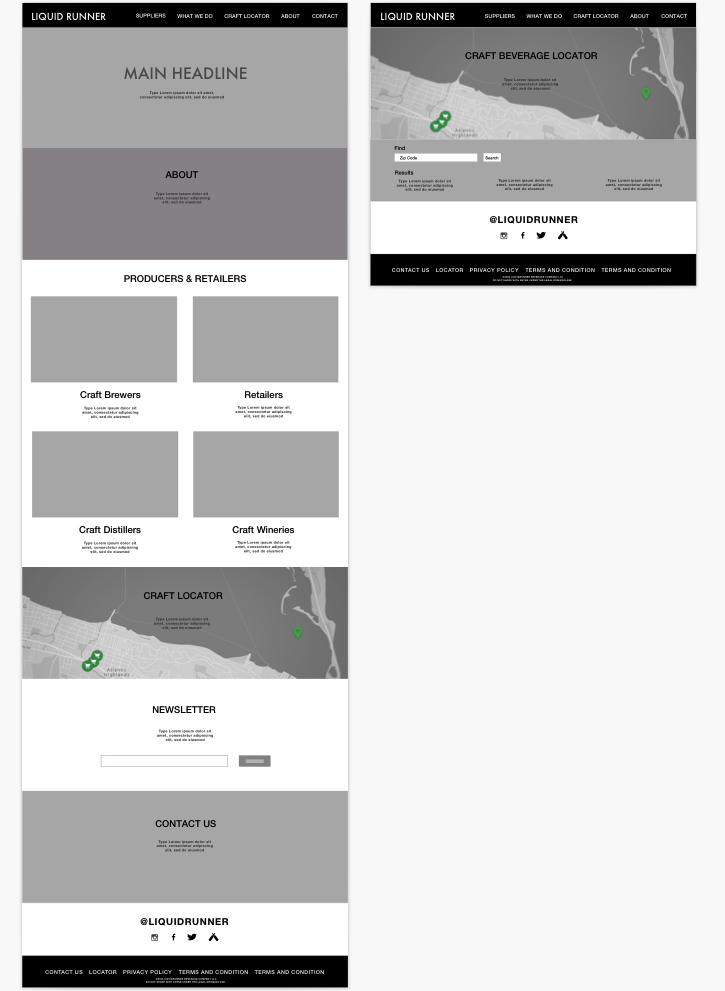 LIQUID RUNNER
SUPPLIERS WHAT WE DO CRAFT LOCATOR ABOUT CONTACT
MAIN HEADLINE
Type Lorem ipsum dolor sit amet,
consectetur adipiscing elit, sed do eiusmod
ABOUT
Type Lorem ipsum dolor sit
amet, consectetur adipiscing
elit, sed do eiusmod
PRODUCERS & RETAILERS
Craft Brewers
Type Lorem ipsum dolor sit
amet, consectetur adipiscing
elit, sed do eiusmod
Retailers
Type Lorem ipsum dolor sit
amet, consectetur adipiscing
elit, sed do eiusmod
Craft Distillers
Type Lorem ipsum dolor sit
amet, consectetur adipiscing
elit, sed do eiusmod
Craft Wineries
Type Lorem ipsum dolor sit
amet, consectetur adipiscing
elit, sed do eiusmod
CRAFT LOCATOR
Type Lorem ipsum dolor sit
amet, consectetur adipiscing
elit, sed do eiusmod
Atlantic
Highlands
NEWSLETTER
Type Lorem ipsum dolor sit
amet, consectetur adipiscing
elit, sed do eiusmod
CONTACT US
Type Lorem ipsum dolor sit
amet, consectetur adipiscing
elit, sed do eiusmod
@LIQUIDRUNNER
CONTACT US LOCATOR PRIVACY POLICY TERMS AND CONDITION TERMS AND CONDITION
LIQUID RUNNER
SUPPLIERS WHAT WE DO CRAFT LOCATOR ABOUT CONTACT
CRAFT BEVERAGE LOCATOR
Type Lorem ipsum dolor sit
amet, consectetur adipiscing
elit, sed do eiusmod
Atlantic
Highlands
Find
Zip Code Search
Results
Type Lorem ipsum dolor sit
amet, consectetur adipiscing
elit, sed do eiusmod
Type Lorem ipsum dolor sit
amet, consectetur adipiscing
elit, sed do eiusmod
Type Lorem ipsum dolor sit
amet, consectetur adipiscing
elit, sed do eiusmod
@LIQUIDRUNNER
CONTACT US LOCATOR PRIVACY POLICY TERMS AND CONDITION TERMS AND CONDITION